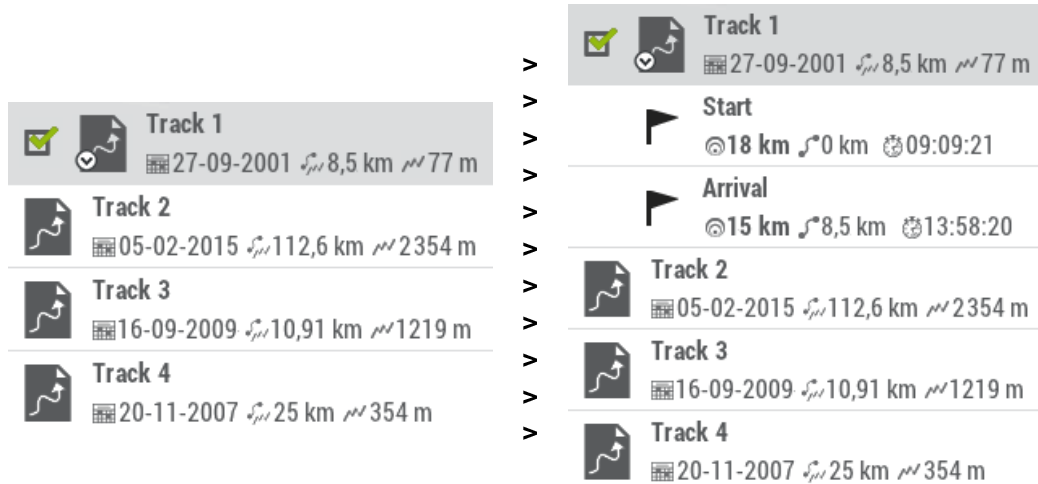 Track 1
27-09-2001 8,5 km 77 m
Track 2
05-02-2015 112,6 km 2354 m
Track 3
16-09-2009 10,91 km 1219 m
Track 4
20-11-2007 25 km 354 m
>
>
>
>
>
>
>
>
>
>
>
Track 1
27-09-2001 8,5 km 77 m
Start
18 km 0 km 09:09:21
Arrival
15 km 8,5 km 13:58:20
Track 2
05-02-2015 112,6 km 2354 m
Track 3
16-09-2009 10,91 km 1219 m
Track 4
20-11-2007 25 km 354 m